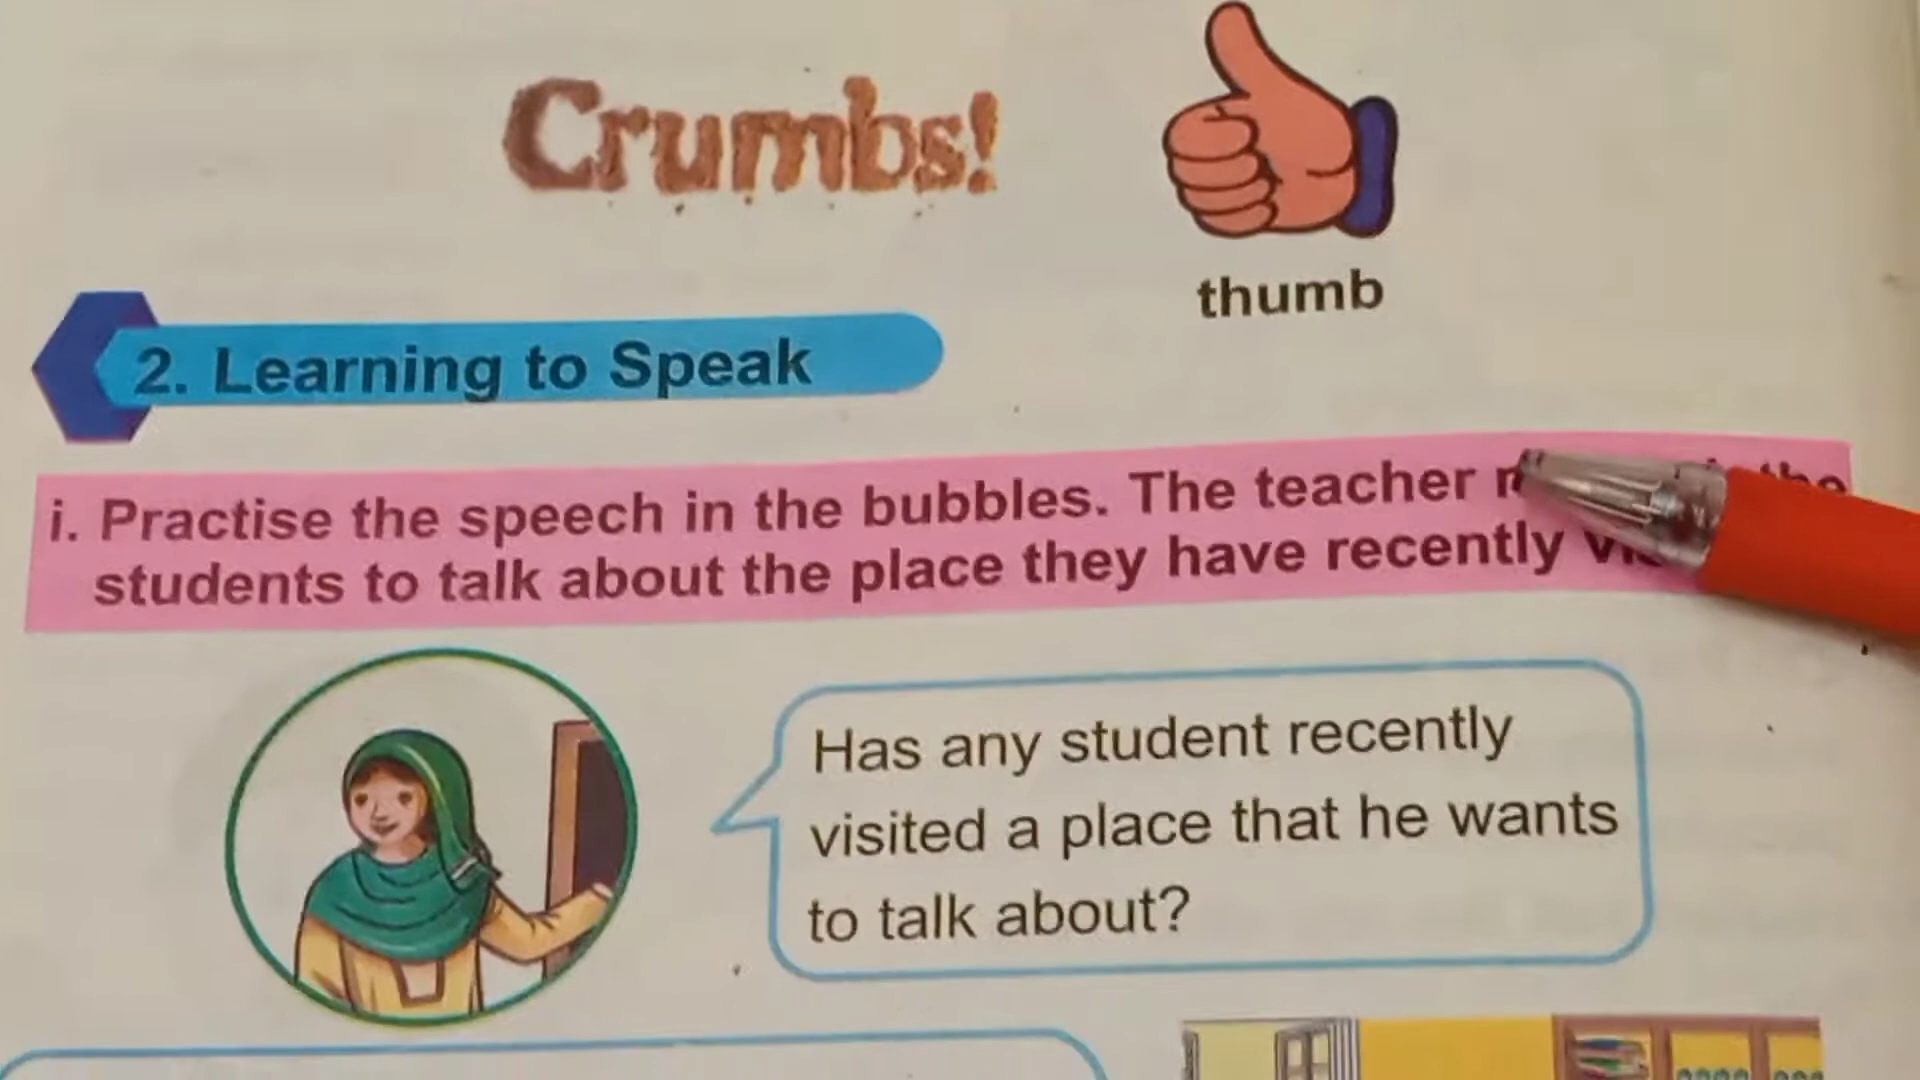 Crumbs!
thumb
2. Learning to Speak
i. Practise the speech in the bubbles. The teacher the
students to talk about the place they have recently
Has any student recently
visited a place that he wants
to talk about?